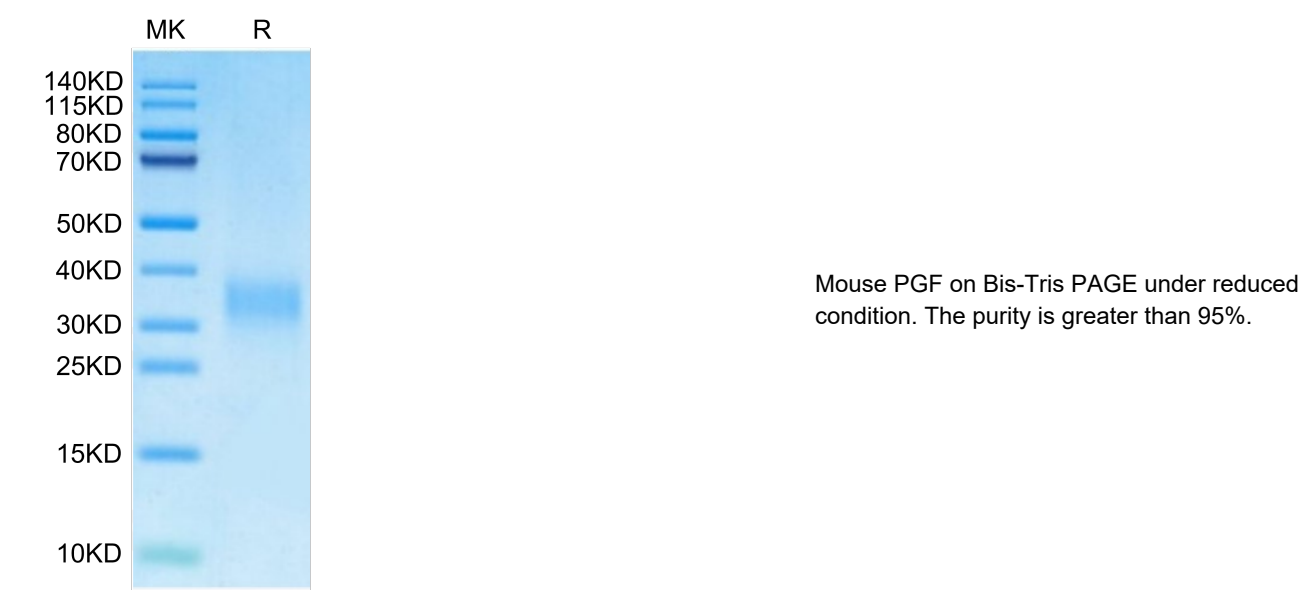 MK R
140KD
115KD
80KD
70KD
50KD
40KD
30KD
25KD
15KD
10KD
Mouse PGF on Bis-Tris PAGE under reduced
condition. The purity is greater than 95%.